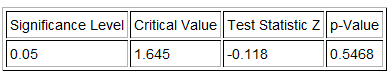 Significance Level Critical Value Test Statistic Z p-Value
0.05 1.645 -0.118 0.5468